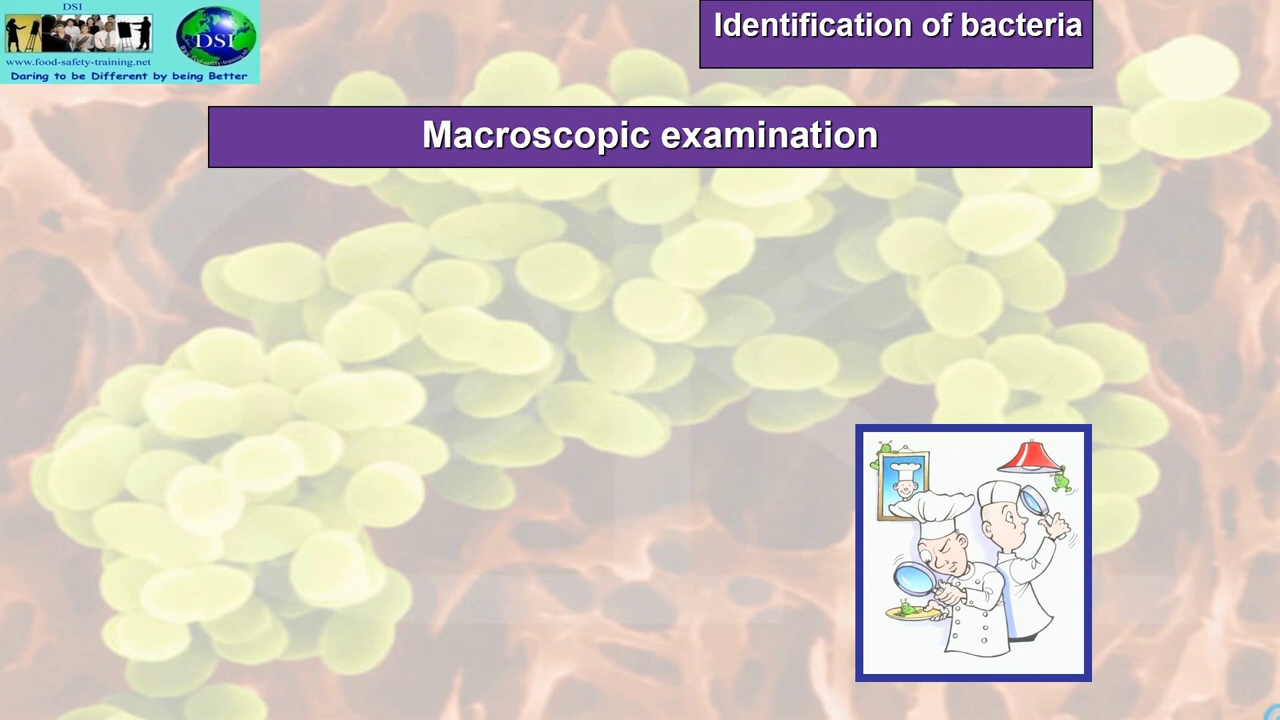 DSI
DSI
www.food-safety-training.net
Daring to be Different by being Better
Identification of bacteria
Macroscopic examination